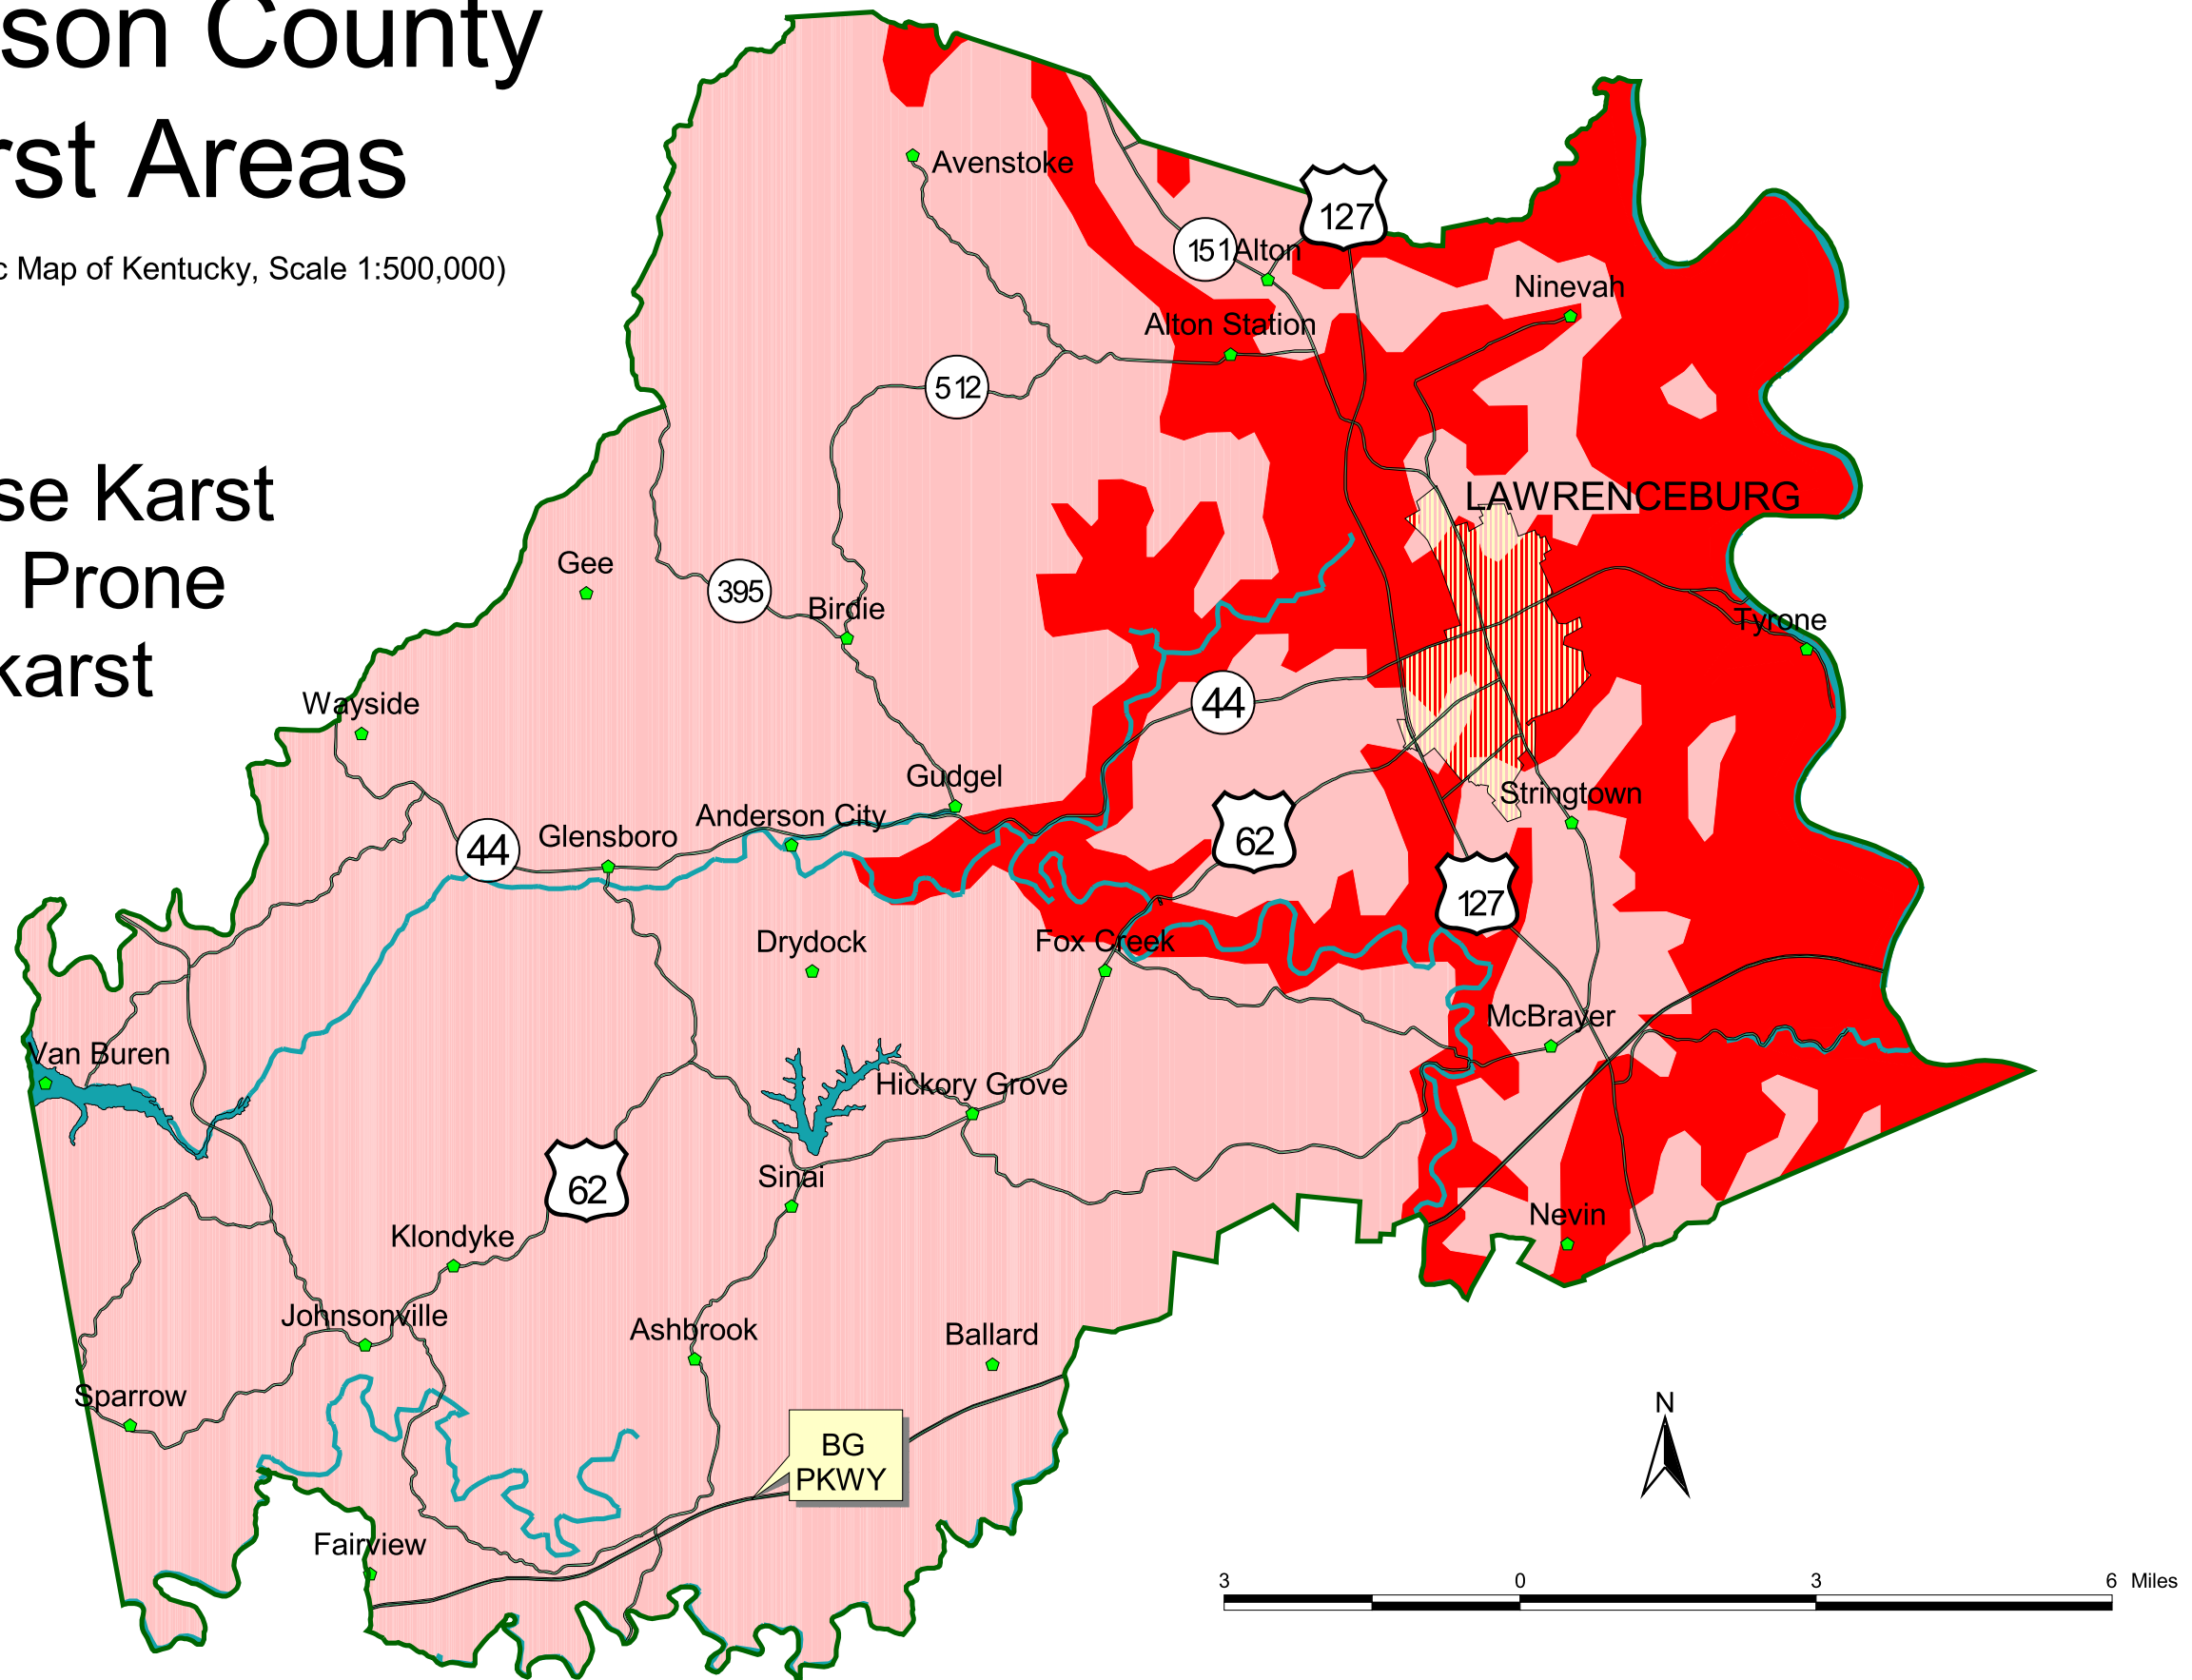 son County
rst Areas
c Map of Kentucky, Scale 1:500,000)
se Karst
Prone
karst
Avenstoke
127
151
Alton
Ninevah
Alton Station
512
LAWRENCEBURG
Gee
395
Birdie
Tyrone
Wayside
44
Gudgel
Stringtown
Anderson City
62
Glensboro
44
127
Drydock
Fox Creek
McBrayer
Van Buren
Hickory Grove
Sinai
62
Nevin
Klondyke
Johnsonville
Ashbrook
Ballard
Sparrow
N
BG
PKWY
Fairview
3 0 3 6 Miles